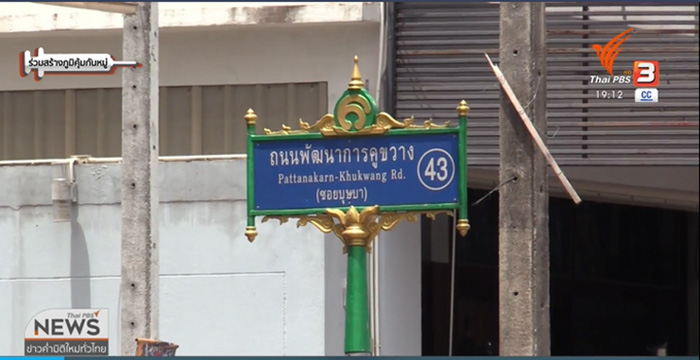 ร่วมสร้างภูมิคุ้มกันหมู่
Thai PBS HD 3
19:12 CC
ถนนพัฒนาการคูขวาง
Pattanakarn-Khukwang Rd.
(ซอยบุษบา)
43
Thai PBS
NEWS
ข่าวค่ำมิติใหม่ทั่วไทย